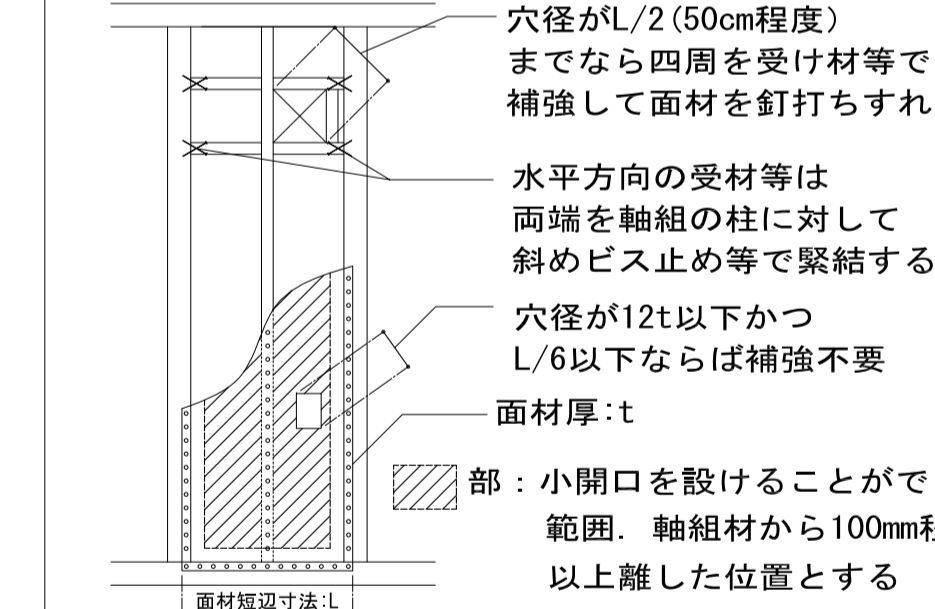 穴径がL/2(50cm程度)
までなら四周を受け材等で
補強して面材を釘打ちすれ
水平方向の受材等は
両端を軸組の柱に対して
斜めビス止め等で緊結する
穴径が12t以下かつ
L/6以下ならば補強不要
面材厚:t
部：小開口を設けることがで
範囲. 軸組材から100mm程
以上離した位置とする
面材短辺寸法:L